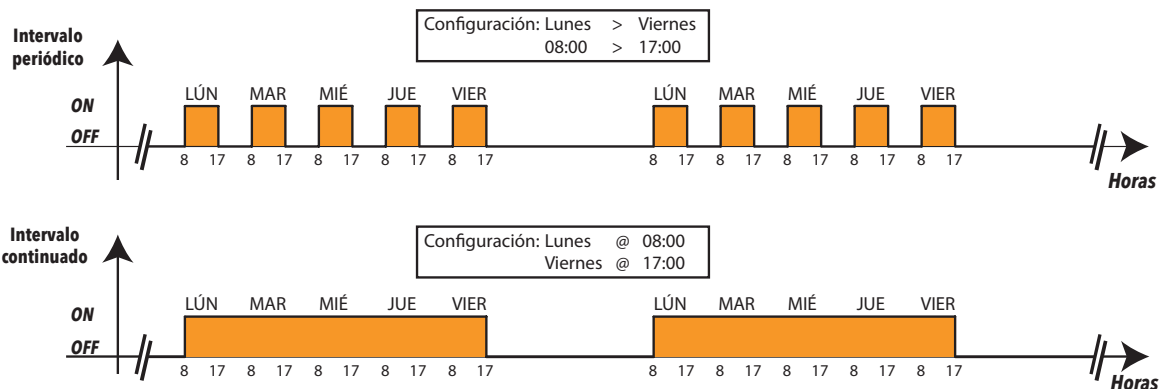 Configuración: Lunes > Viernes
08:00 > 17:00
Intervalo
periódico
LÚN MAR MIÉ JUE VIER LÚN MAR MIÉ JUE VIER
ON
OFF
8 17 8 17 8 17 8 17 8 17 8 17 8 17 8 17 8 17 8 17
Horas
Intervalo
continuado
Configuración: Lunes @ 08:00
Viernes @ 17:00
LÚN MAR MIÉ JUE VIER LÚN MAR MIÉ JUE VIER
ON
OFF
8 17 8 17 8 17 8 17 8 17 8 17 8 17 8 17 8 17 8 17
Horas